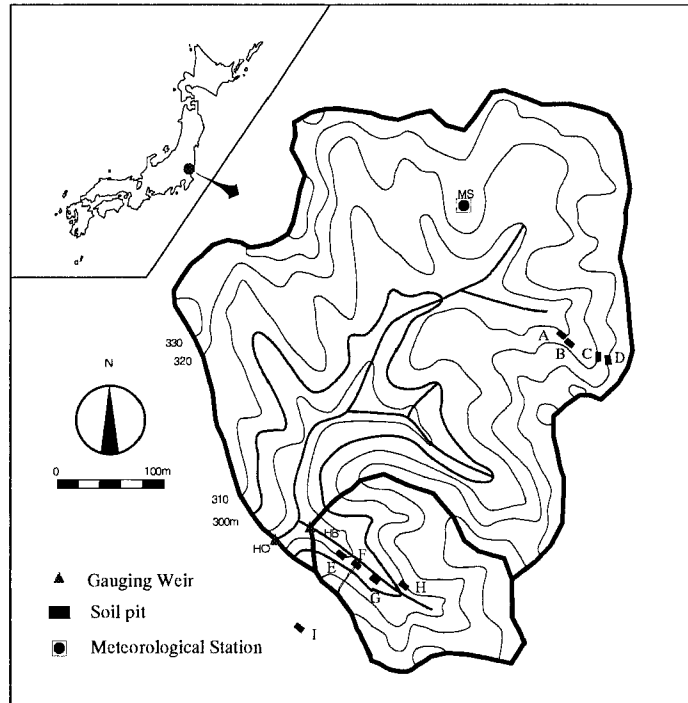 MS
A
B
C
D
330
320
N
0 100m
310
300m
HO
HB
F
E
G
H
I
Gauging Weir
Soil pit
Meteorological Station